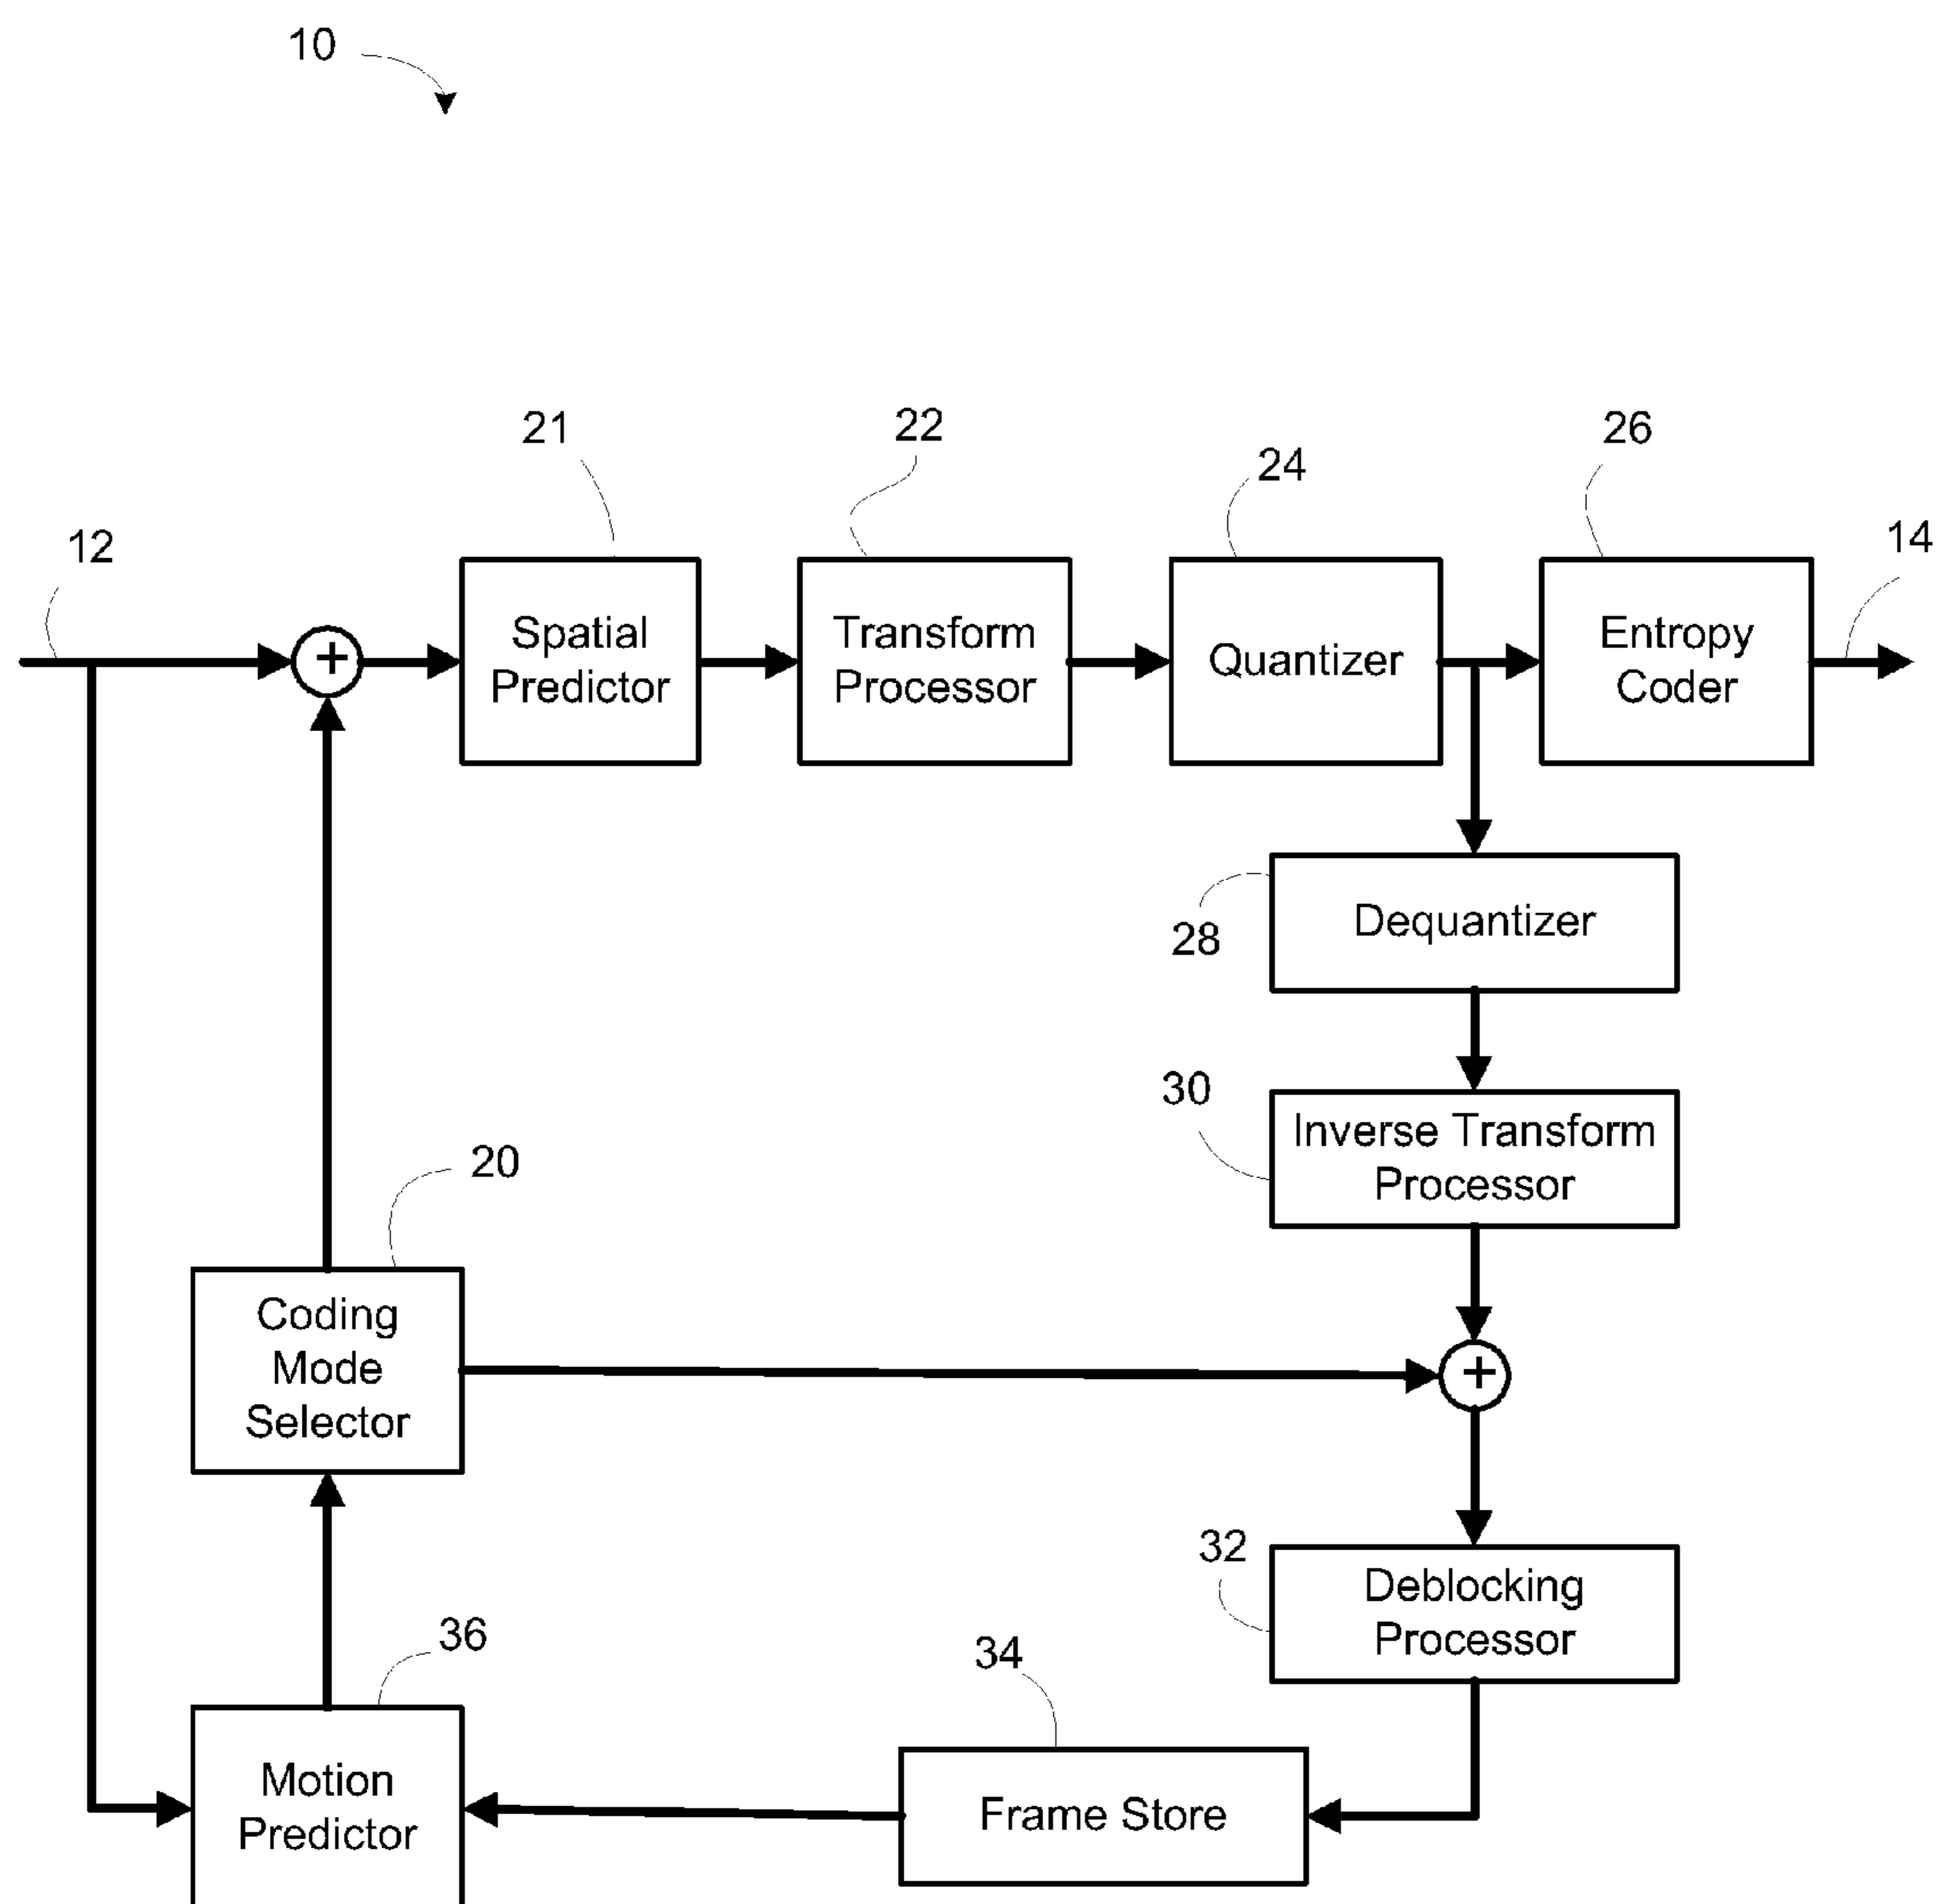 10
21
22
24
26
12
14
+
Spatial
Predictor
Transform
Processor
Quantizer
Entropy
Coder
28
Dequantizer
30
Inverse Transform
Processor
20
Coding
Mode
Selector
+
32
Deblocking
Processor
36
34
Motion
Predictor
Frame Store